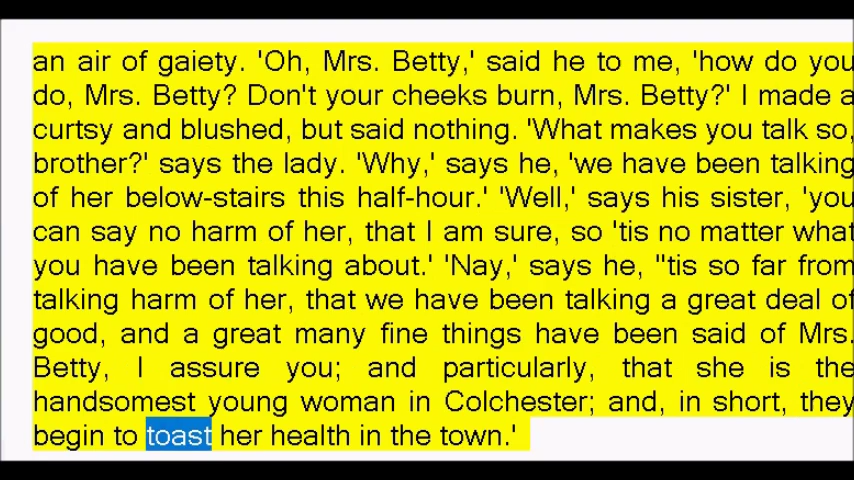 an air of gaiety. 'Oh, Mrs. Betty,' said he to me, 'how do you
do, Mrs. Betty? Don't your cheeks burn, Mrs. Betty?' I made a
curtsy and blushed, but said nothing. 'What makes you talk so,
brother?' says the lady. 'Why,' says he, 'we have been talking
of her below-stairs this half-hour.' 'Well,' says his sister, 'you
can say no harm of her, that I am sure, so 'tis no matter what
you have been talking about.' 'Nay,' says he, ''tis so far from
talking harm of her, that we have been talking a great deal of
good, and a great many fine things have been said of Mrs.
Betty, I assure you; and particularly, that she is the
handsomest young woman in Colchester; and, in short, they
begin to toast her health in the town.'